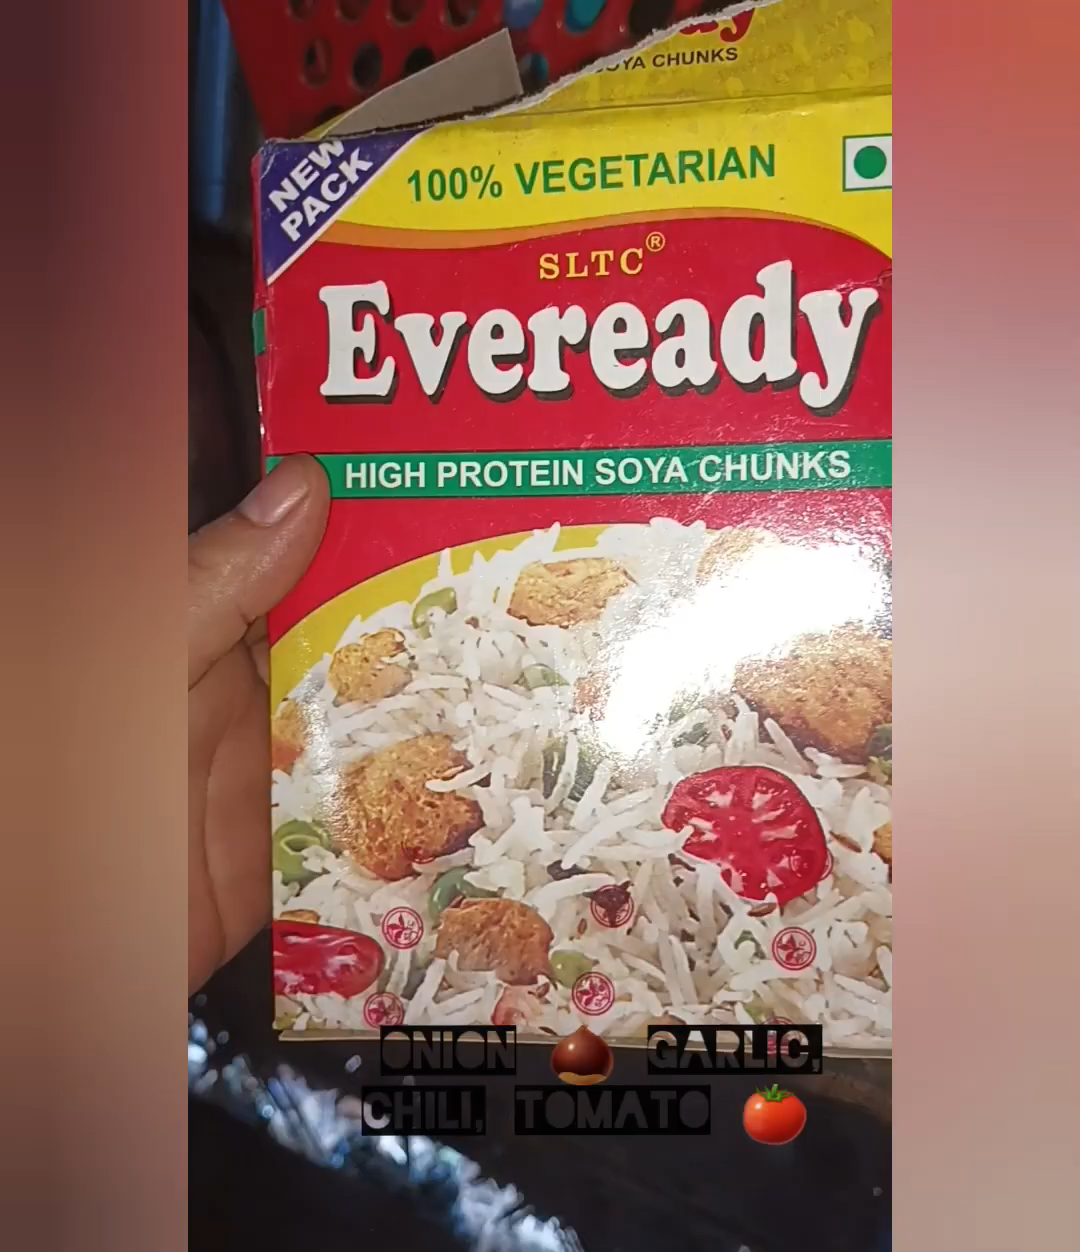 SOYA CHUNKS
NEW
PACK
100% VEGETARIAN
SLTC®
Eveready
HIGH PROTEIN SOYA CHUNKS
ONION 🌰 GARLIC,
CHILI, TOMATO 🍅